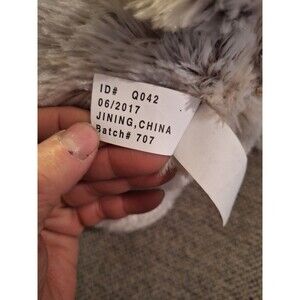 ID# Q042
06/2017
JINING,CHINA
Batch# 707